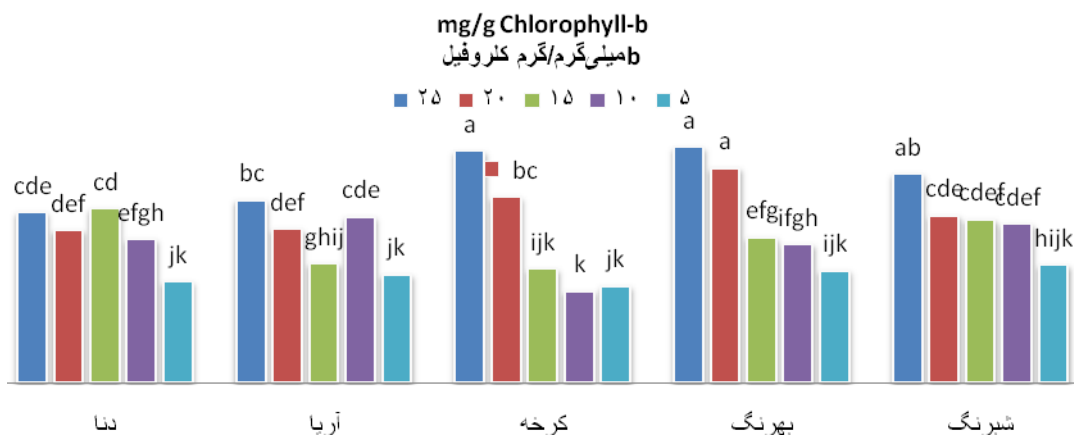 mg/g Chlorophyll-b
میلی‌گرم/گرم کلروفیل b
۲۵ ۲۰ ۱۵ ۱۰ ۵
cde def cd efgh jk
bc def ghij cde jk
a bc ijk k jk
a a efg ifgh ijk
ab cde cdef cdef hijk
دنا آریا کرخه بهرنگ شبرنگ